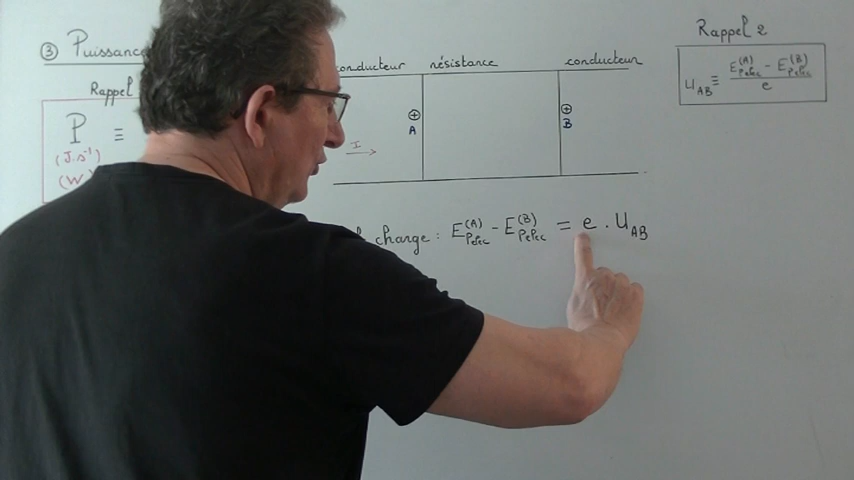 ③ Puissance
Rappel
P ≡
(J.s⁻¹)
(W)
conducteur résistance conducteur
⊕ A
⊕ B
I
Rappel 2
U_AB ≡ (E_Pélec^(A) - E_Pélec^(B)) / e
charge : E_Pélec^(A) - E_Pélec^(B) = e . U_AB